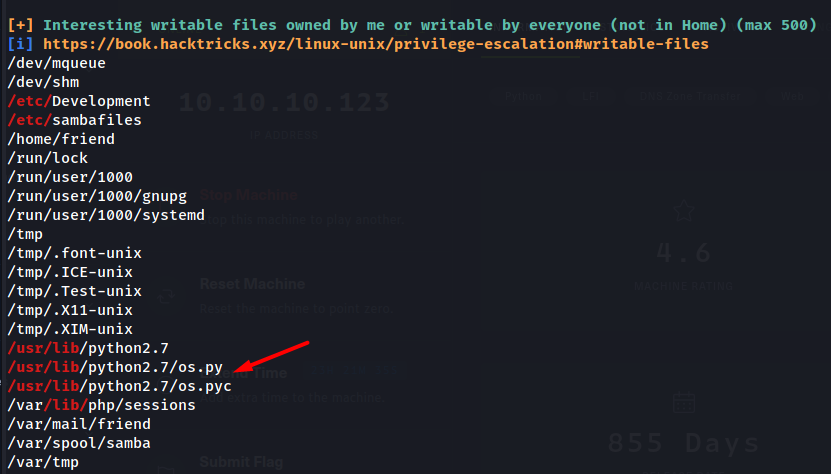 [+] Interesting writable files owned by me or writable by everyone (not in Home) (max 500)
[i] https://book.hacktricks.xyz/linux-unix/privilege-escalation#writable-files
/dev/mqueue
/dev/shm
/etc/Development
10.10.10.123
/etc/sambafiles
IP ADDRESS
/home/friend
/run/lock
/run/user/1000
/run/user/1000/gnupg
Stop Machine
/run/user/1000/systemd
Stop this machine to play another.
/tmp
/tmp/.font-unix
4.6
/tmp/.ICE-unix
/tmp/.Test-unix
Reset Machine
MACHINE RATING
/tmp/.X11-unix
Reset the machine to point zero.
/tmp/.XIM-unix
/usr/lib/python2.7
/usr/lib/python2.7/os.py
Time
/usr/lib/python2.7/os.pyc
extra time to the machine.
/var/lib/php/sessions
/var/mail/friend
/var/spool/samba
855 Days
/var/tmp
Submit Flag